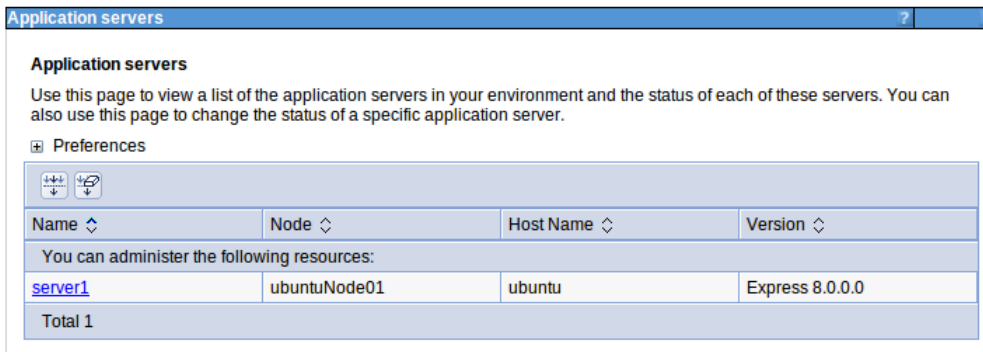 Application servers ?
Application servers
Use this page to view a list of the application servers in your environment and the status of each of these servers. You can
also use this page to change the status of a specific application server.
Preferences
Name Node Host Name Version
You can administer the following resources:
server1 ubuntuNode01 ubuntu Express 8.0.0.0
Total 1